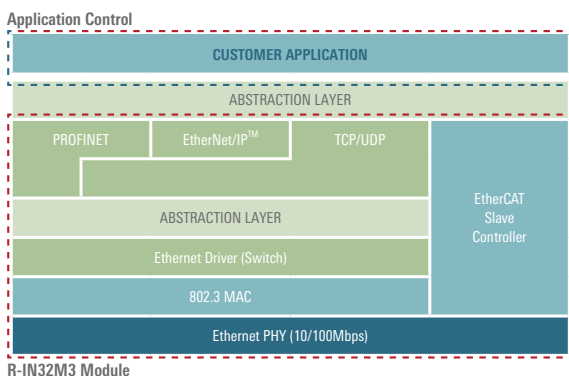 Application Control
CUSTOMER APPLICATION
ABSTRACTION LAYER
PROFINET
EtherNet/IP™
TCP/UDP
EtherCAT
Slave
Controller
ABSTRACTION LAYER
Ethernet Driver (Switch)
802.3 MAC
Ethernet PHY (10/100Mbps)
R-IN32M3 Module